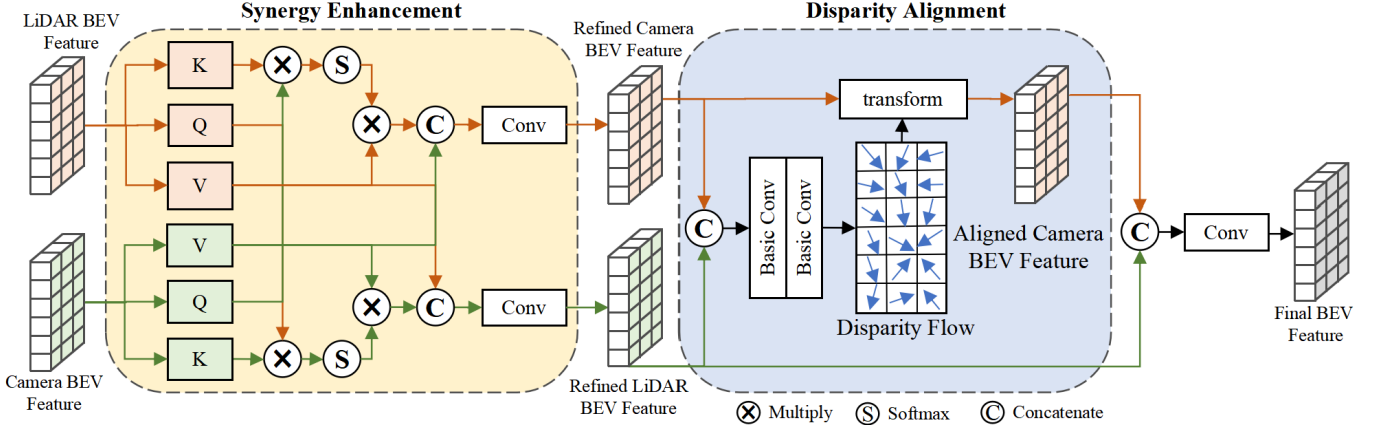 Synergy Enhancement
Disparity Alignment
LiDAR BEV
Feature
K
Q
V
V
Q
K
S
S
C
C
Conv
Conv
Camera BEV
Feature
Refined Camera
BEV Feature
Refined LiDAR
BEV Feature
C
Basic Conv
Basic Conv
transform
Disparity Flow
Aligned Camera
BEV Feature
C
Conv
Final BEV
Feature
Multiply
S Softmax
C Concatenate